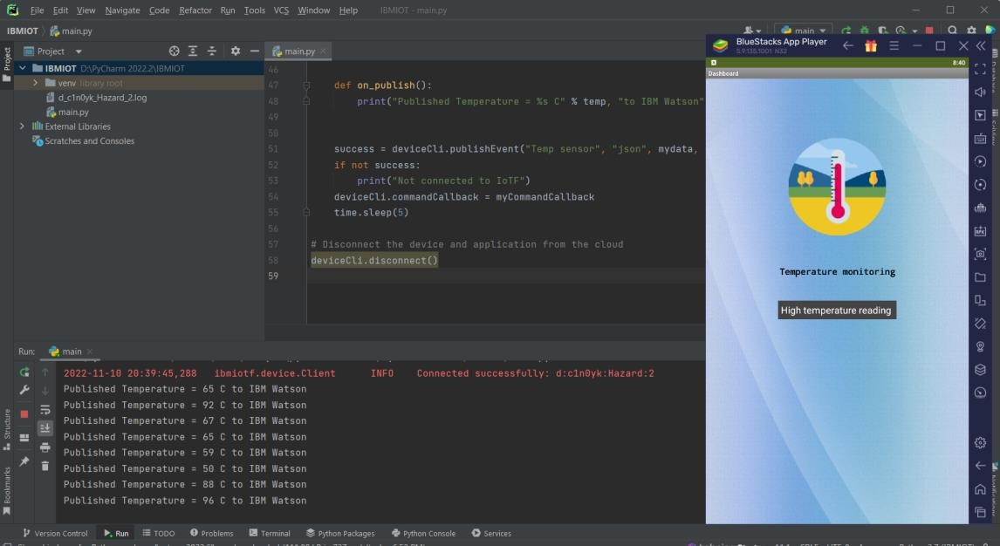 File Edit View Navigate Code Refactor Run Tools VCS Window Help IBMIOT - main.py
IBMIOT main.py
main
Project
Project
IBMIOT D:\PyCharm 2022.2\IBMIOT
venv library root
d_c1n0yk_Hazard_2.log
main.py
External Libraries
Scratches and Consoles
main.py
46
47 def on_publish():
48 print("Published Temperature = %s C" % temp, "to IBM Watson"
49
50
51 success = deviceCli.publishEvent("Temp sensor", "json", mydata,
52 if not success:
53 print("Not connected to IoTF")
54 deviceCli.commandCallback = myCommandCallback
55 time.sleep(5)
56
57 # Disconnect the device and application from the cloud
58 deviceCli.disconnect()
59
BlueStacks App Player
5.9.135.1001 N32
8:40
Dashboard
Temperature monitoring
High temperature reading
Run: main
2022-11-10 20:39:45,288 ibmiotf.device.Client INFO Connected successfully: d:c1n0yk:Hazard:2
Published Temperature = 65 C to IBM Watson
Published Temperature = 92 C to IBM Watson
Published Temperature = 67 C to IBM Watson
Published Temperature = 65 C to IBM Watson
Published Temperature = 59 C to IBM Watson
Published Temperature = 50 C to IBM Watson
Published Temperature = 88 C to IBM Watson
Published Temperature = 96 C to IBM Watson
Structure
Bookmarks
Version Control Run TODO Problems Terminal Python Packages Python Console Services